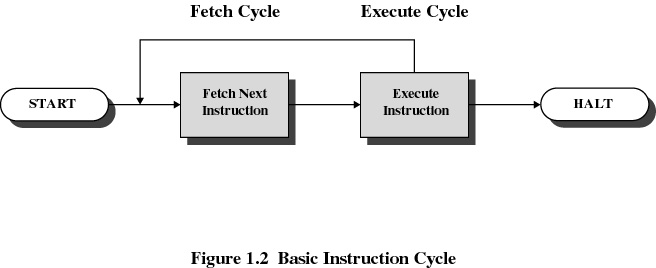 Fetch Cycle
Execute Cycle
START
Fetch Next
Instruction
Execute
Instruction
HALT
Figure 1.2 Basic Instruction Cycle